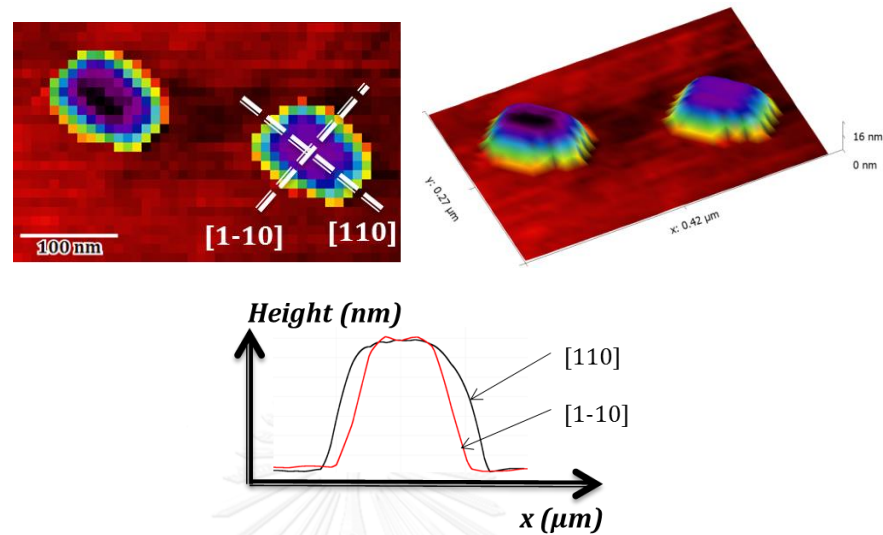 100 nm
[1-10]
[110]
16 nm
0 nm
y: 0.27 µm
x: 0.42 µm
Height (nm)
[110]
[1-10]
x (µm)